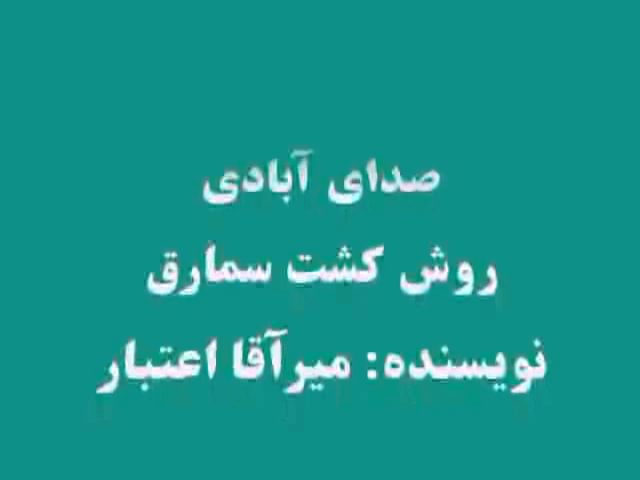 صدای آبادی
روش کشت سمارق
نویسنده: میرآقا اعتبار